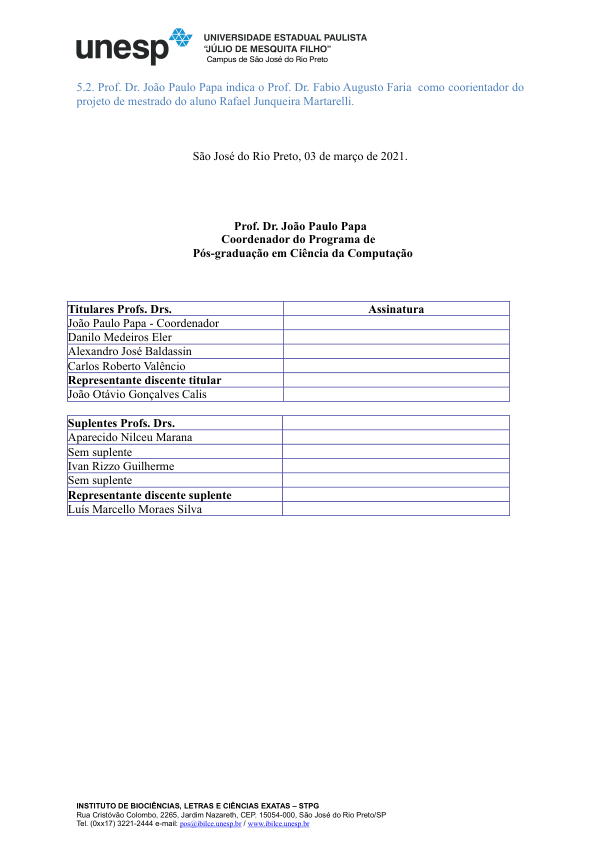 unesp
UNIVERSIDADE ESTADUAL PAULISTA
“JÚLIO DE MESQUITA FILHO”
Campus de São José do Rio Preto
5.2. Prof. Dr. João Paulo Papa indica o Prof. Dr. Fabio Augusto Faria como coorientador do
projeto de mestrado do aluno Rafael Junqueira Martarelli.
São José do Rio Preto, 03 de março de 2021.
Prof. Dr. João Paulo Papa
Coordenador do Programa de
Pós-graduação em Ciência da Computação
Titulares Profs. Drs. Assinatura
João Paulo Papa - Coordenador
Danilo Medeiros Eler
Alexandro José Baldassin
Carlos Roberto Valêncio
Representante discente titular
João Otávio Gonçalves Calis
Suplentes Profs. Drs.
Aparecido Nilceu Marana
Sem suplente
Ivan Rizzo Guilherme
Sem suplente
Representante discente suplente
Luís Marcello Moraes Silva
INSTITUTO DE BIOCIÊNCIAS, LETRAS E CIÊNCIAS EXATAS – STPG
Rua Cristóvão Colombo, 2265, Jardim Nazareth, CEP. 15054-000, São José do Rio Preto/SP
Tel. (0xx17) 3221-2444 e-mail: pos@ibilce.unesp.br / www.ibilce.unesp.br